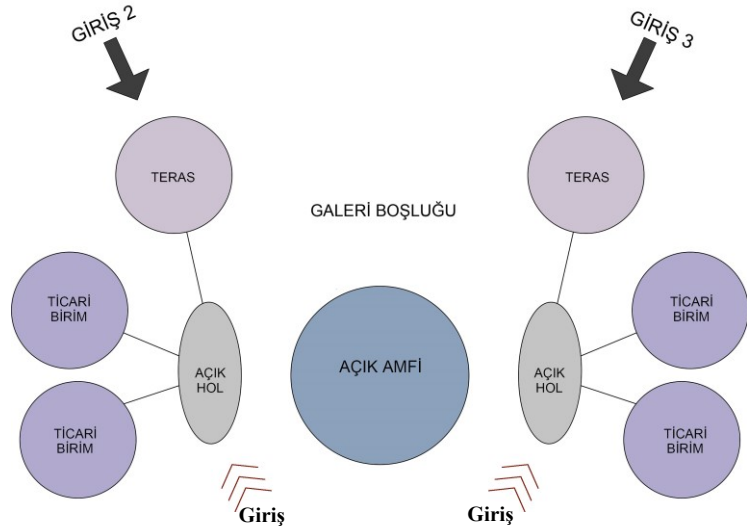 GİRİŞ 2
GİRİŞ 3
TERAS
TERAS
GALERİ BOŞLUĞU
TİCARİ
BİRİM
TİCARİ
BİRİM
AÇIK
HOL
AÇIK AMFİ
AÇIK
HOL
TİCARİ
BİRİM
TİCARİ
BİRİM
Giriş
Giriş